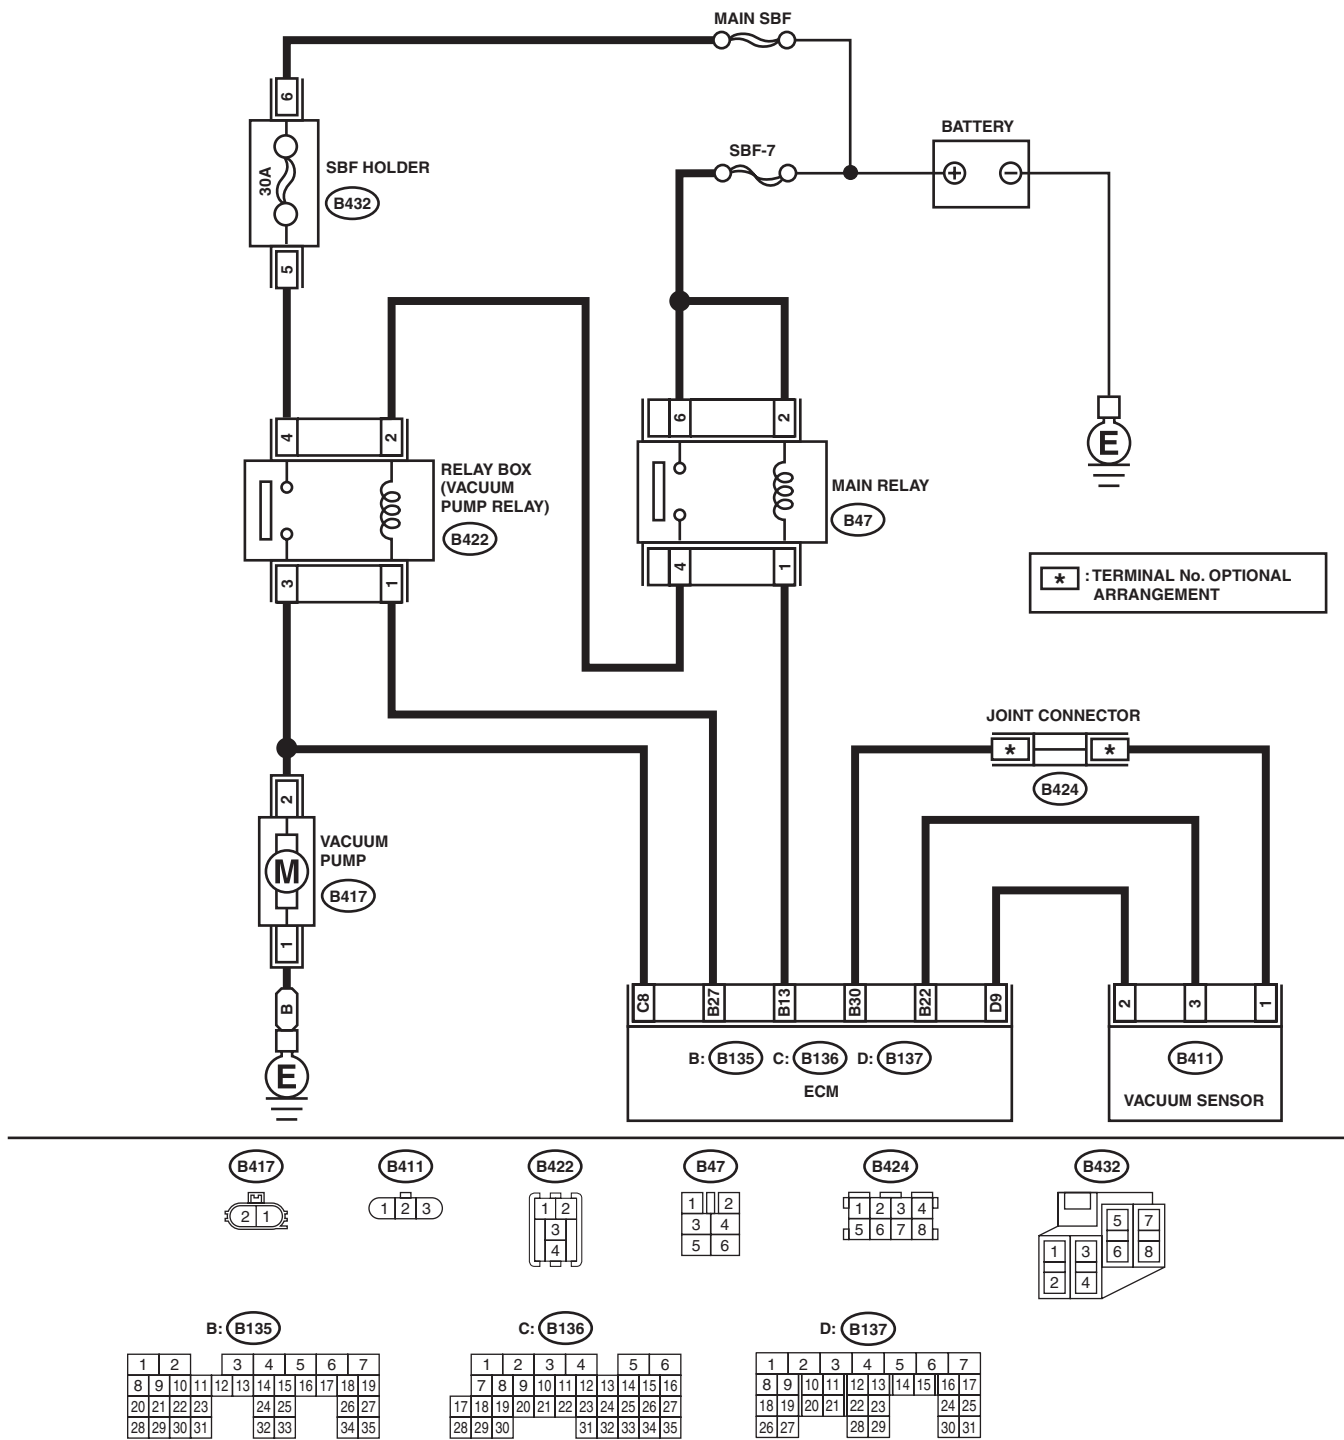 MAIN SBF
6
BATTERY
SBF-7
30A
SBF HOLDER
B432
+
−
5
4
2
6
2
E
RELAY BOX
(VACUUM
PUMP RELAY)
B422
MAIN RELAY
B47
3
1
4
1
* : TERMINAL No. OPTIONAL
ARRANGEMENT
JOINT CONNECTOR
* *
B424
2
VACUUM
PUMP
M
B417
1
B
E
C8 B27 B13 B30 B22 D9
2 3 1
B: B135 C: B136 D: B137
ECM
B411
VACUUM SENSOR
B417 B411 B422 B47 B424 B432
2 1
1 2 3
1 2
3
4
1 2
3 4
5 6
1 2 3 4
5 6 7 8
5 7
1 3 6 8
2 4
B: B135
1 2 3 4 5 6 7
8 9 10 11 12 13 14 15 16 17 18 19
20 21 22 23 24 25 26 27
28 29 30 31 32 33 34 35
C: B136
1 2 3 4 5 6
7 8 9 10 11 12 13 14 15 16
17 18 19 20 21 22 23 24 25 26 27
28 29 30 31 32 33 34 35
D: B137
1 2 3 4 5 6 7
8 9 10 11 12 13 14 15 16 17
18 19 20 21 22 23 24 25
26 27 28 29 30 31